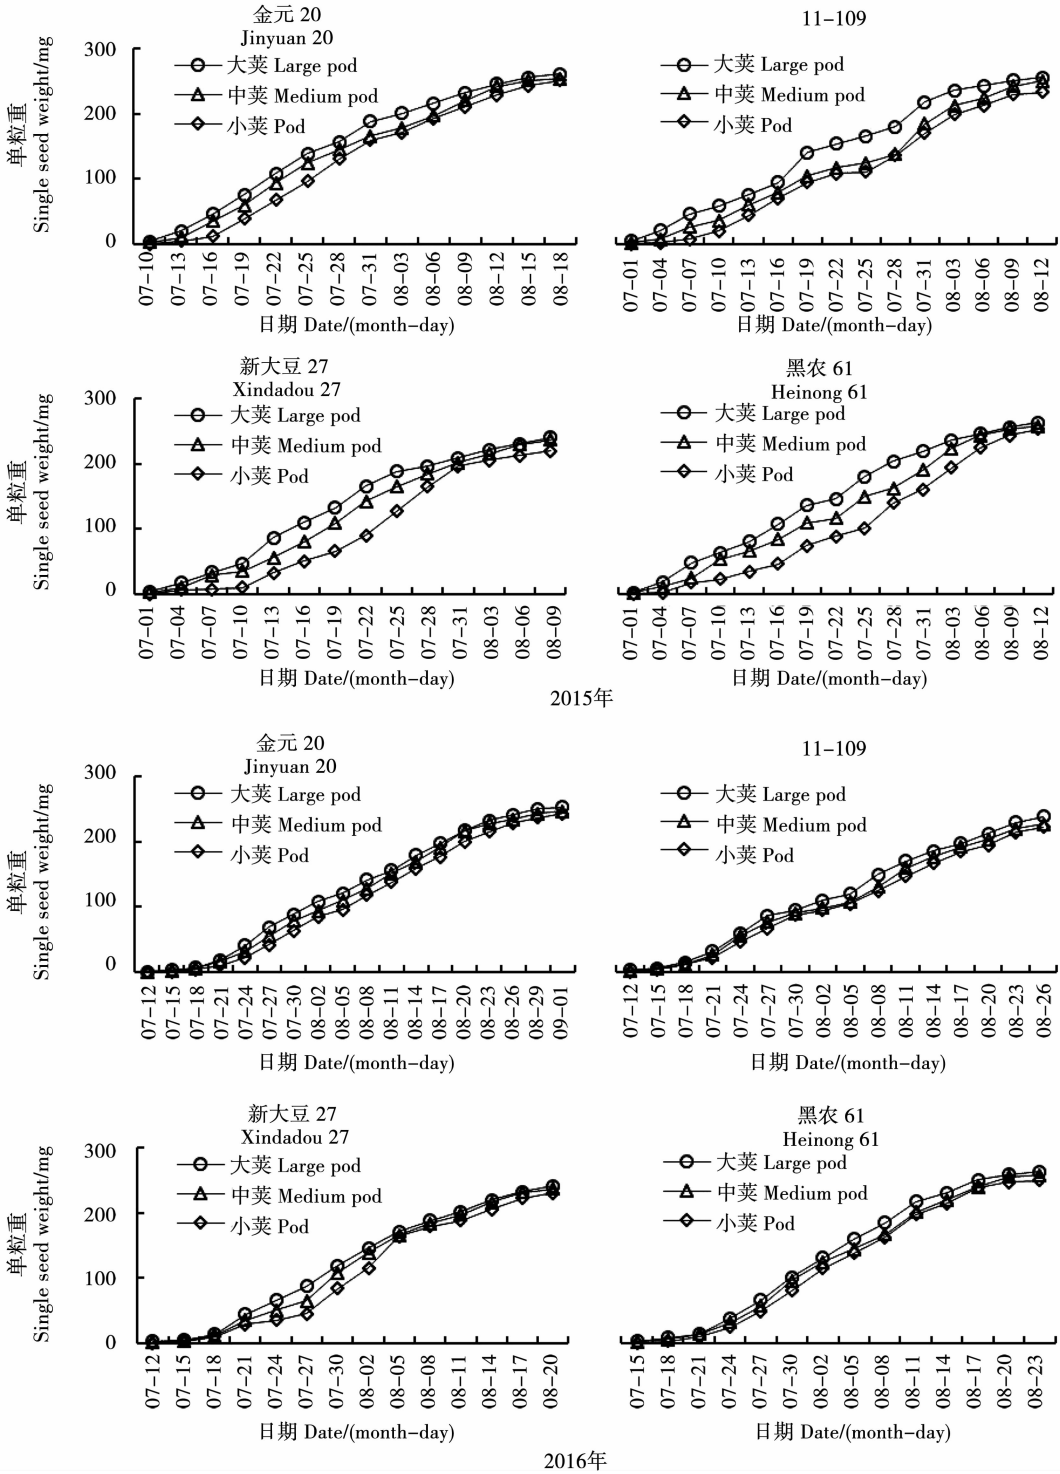 金元 20
Jinyuan 20
单粒重
Single seed weight/mg
300
200
100
0
大荚 Large pod
中荚 Medium pod
小荚 Pod
07-10
07-13
07-16
07-19
07-22
07-25
07-28
07-31
08-03
08-06
08-09
08-12
08-15
08-18
日期 Date/(month-day)
11-109
大荚 Large pod
中荚 Medium pod
小荚 Pod
07-01
07-04
07-07
07-10
07-13
07-16
07-19
07-22
07-25
07-28
07-31
08-03
08-06
08-09
08-12
日期 Date/(month-day)
新大豆 27
Xindadou 27
单粒重
Single seed weight/mg
300
200
100
0
大荚 Large pod
中荚 Medium pod
小荚 Pod
07-01
07-04
07-07
07-10
07-13
07-16
07-19
07-22
07-25
07-28
07-31
08-03
08-06
08-09
日期 Date/(month-day)
黑农 61
Heinong 61
大荚 Large pod
中荚 Medium pod
小荚 Pod
07-01
07-04
07-07
07-10
07-13
07-16
07-19
07-22
07-25
07-28
07-31
08-03
08-06
08-09
08-12
日期 Date/(month-day)
2015年
金元 20
Jinyuan 20
单粒重
Single seed weight/mg
300
200
100
0
大荚 Large pod
中荚 Medium pod
小荚 Pod
07-12
07-15
07-18
07-21
07-24
07-27
07-30
08-02
08-05
08-08
08-11
08-14
08-17
08-20
08-23
08-26
08-29
09-01
日期 Date/(month-day)
11-109
大荚 Large pod
中荚 Medium pod
小荚 Pod
07-12
07-15
07-18
07-21
07-24
07-27
07-30
08-02
08-05
08-08
08-11
08-14
08-17
08-20
08-23
08-26
日期 Date/(month-day)
新大豆 27
Xindadou 27
单粒重
Single seed weight/mg
300
200
100
0
大荚 Large pod
中荚 Medium pod
小荚 Pod
07-12
07-15
07-18
07-21
07-24
07-27
07-30
08-02
08-05
08-08
08-11
08-14
08-17
08-20
日期 Date/(month-day)
黑农 61
Heinong 61
大荚 Large pod
中荚 Medium pod
小荚 Pod
07-15
07-18
07-21
07-24
07-27
07-30
08-02
08-05
08-08
08-11
08-14
08-17
08-20
08-23
日期 Date/(month-day)
2016年